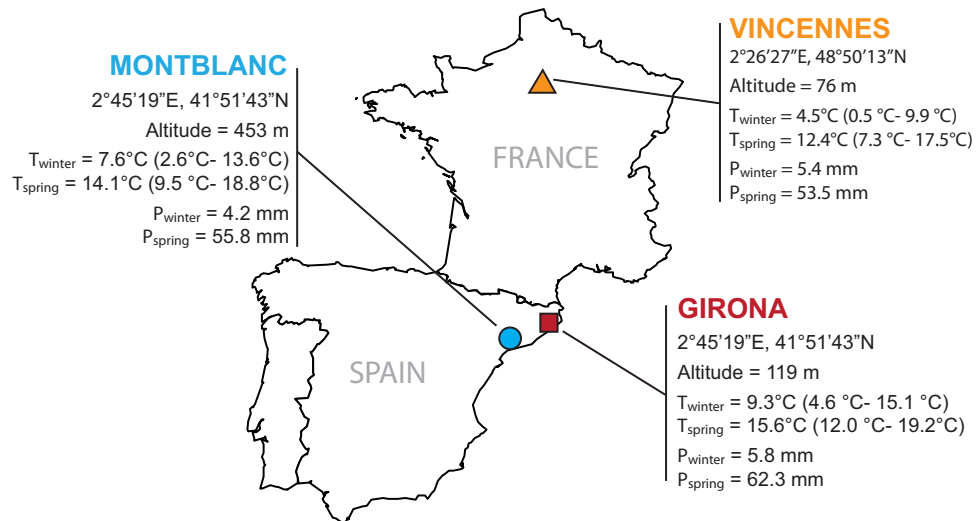 MONTBLANC
2°45’19”E, 41°51’43”N
Altitude = 453 m
Twinter = 7.6°C (2.6°C- 13.6°C)
Tspring = 14.1°C (9.5 °C- 18.8°C)
Pwinter = 4.2 mm
Pspring = 55.8 mm
VINCENNES
2°26’27”E, 48°50’13”N
Altitude = 76 m
Twinter = 4.5°C (0.5 °C- 9.9 °C)
Tspring = 12.4°C (7.3 °C- 17.5°C)
Pwinter = 5.4 mm
Pspring = 53.5 mm
FRANCE
SPAIN
GIRONA
2°45’19”E, 41°51’43”N
Altitude = 119 m
Twinter = 9.3°C (4.6 °C- 15.1 °C)
Tspring = 15.6°C (12.0 °C- 19.2°C)
Pwinter = 5.8 mm
Pspring = 62.3 mm